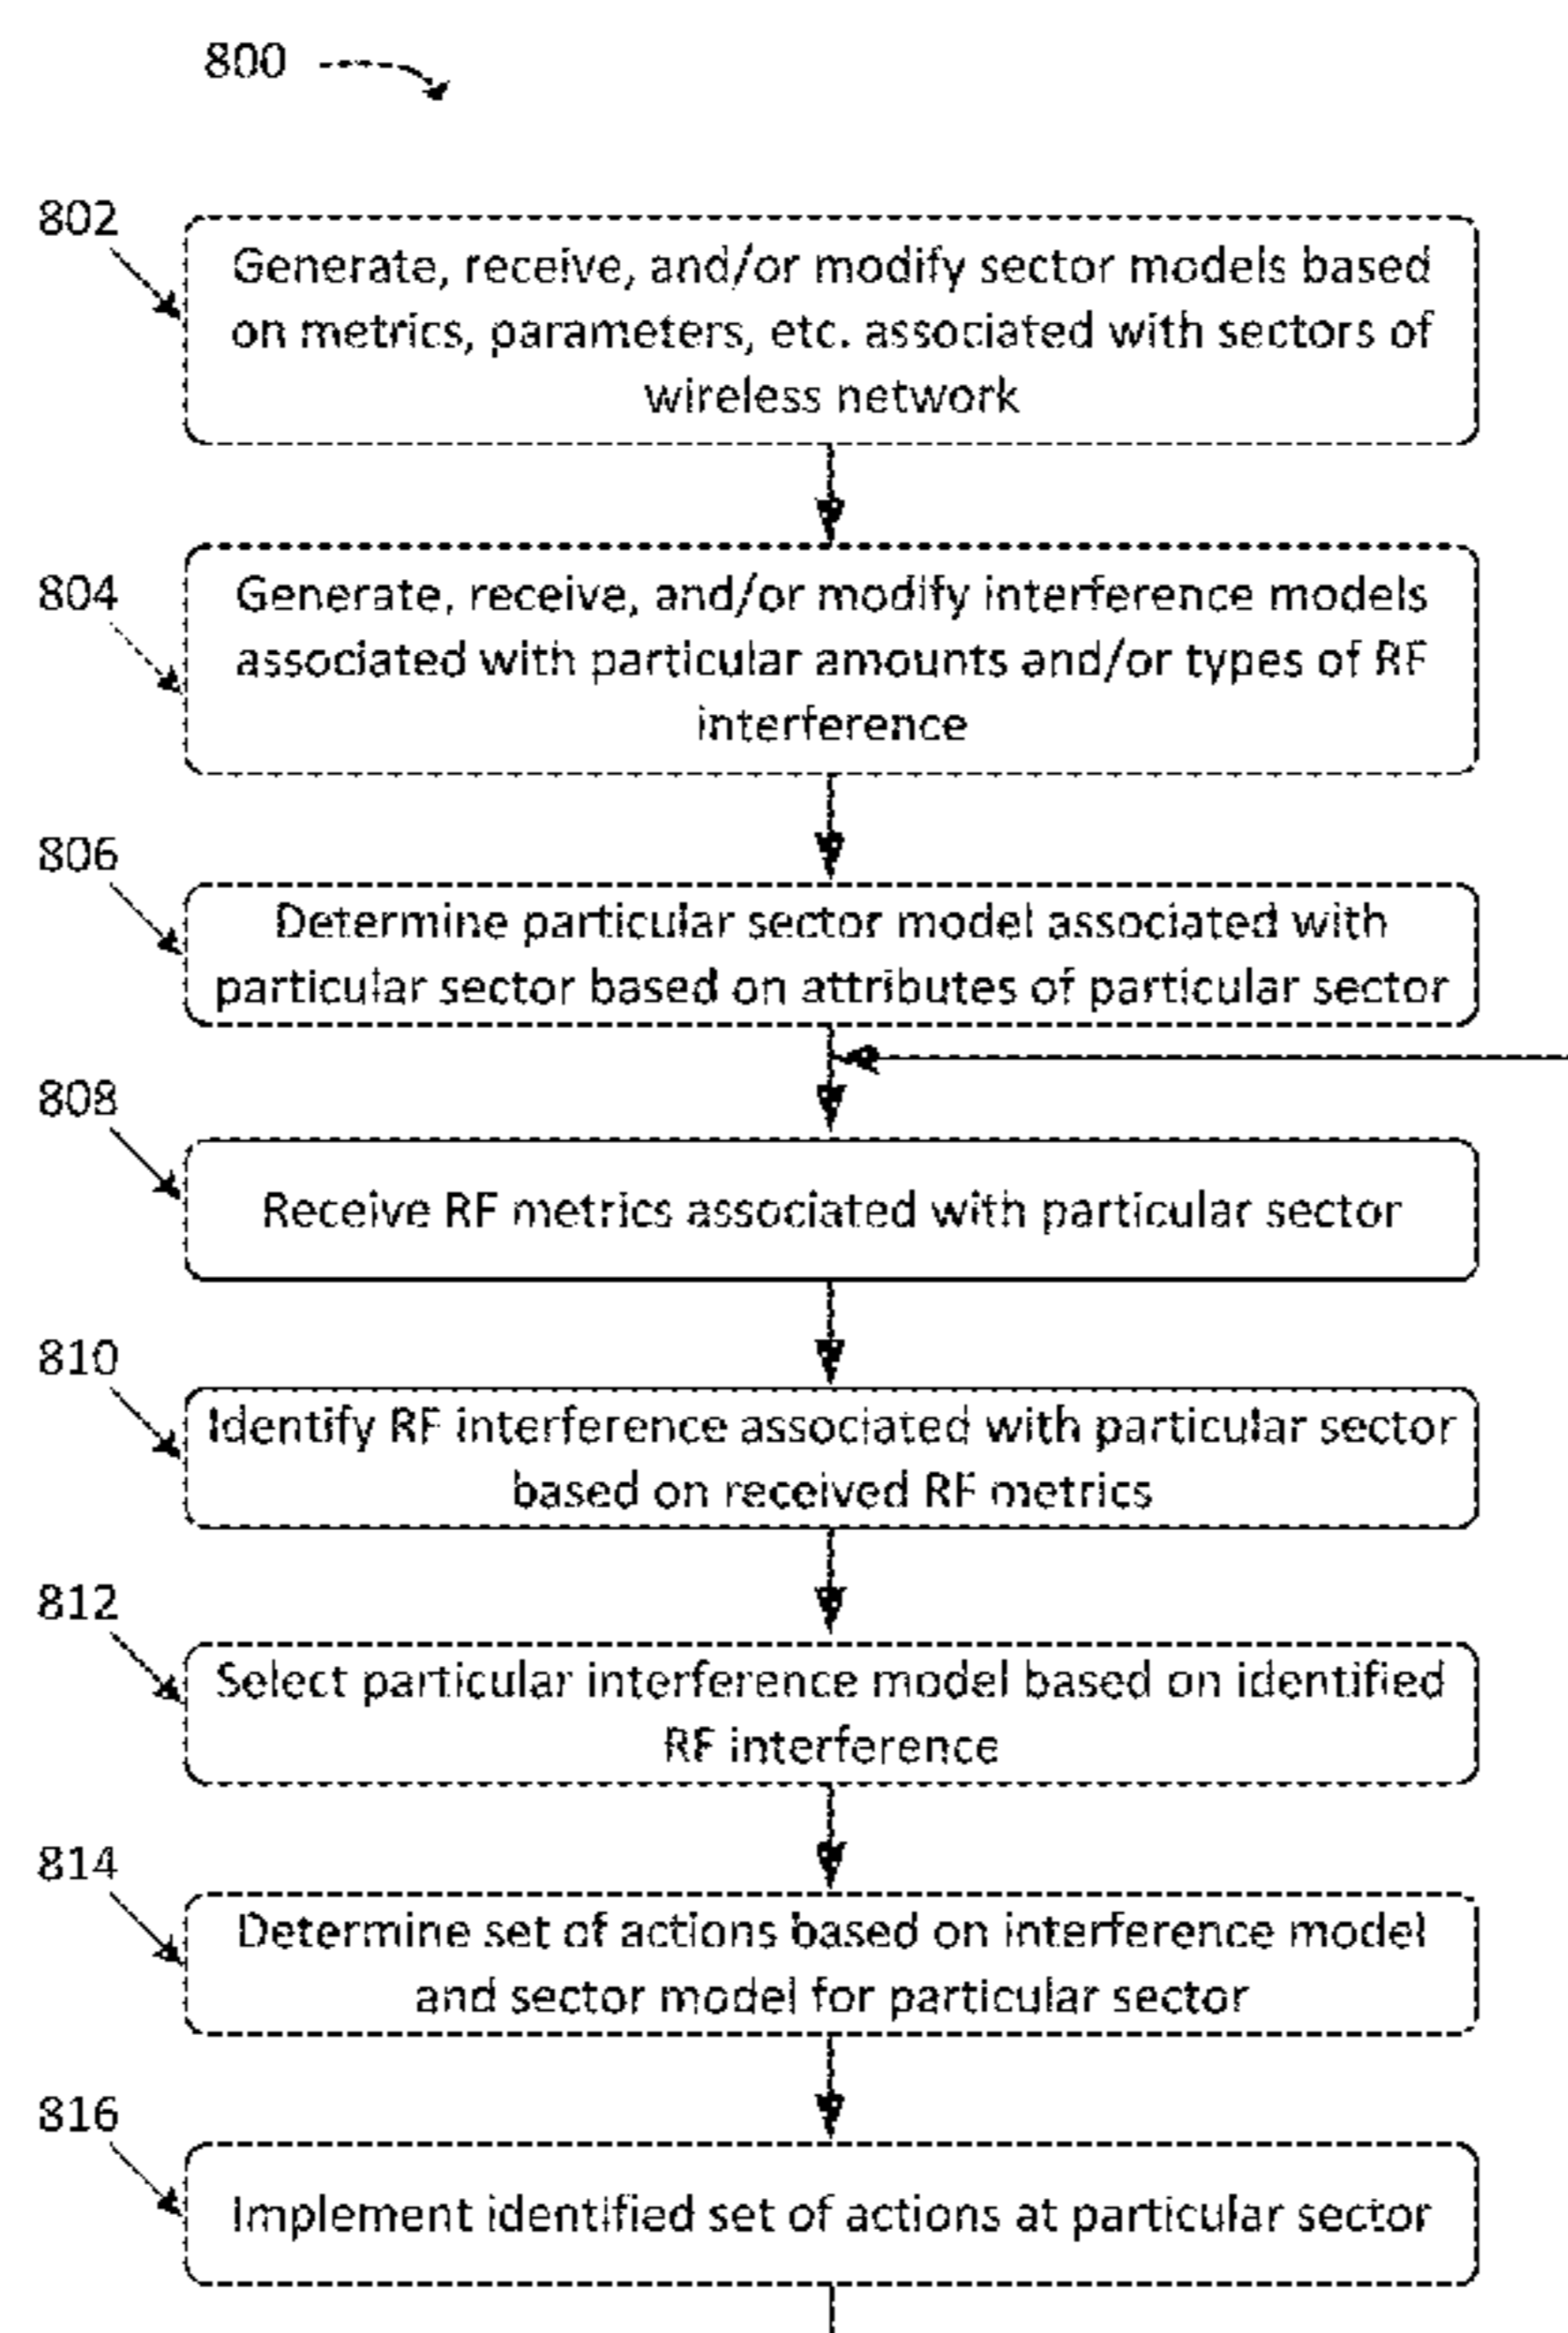 800
802
Generate, receive, and/or modify sector models based
on metrics, parameters, etc. associated with sectors of
wireless network
804
Generate, receive, and/or modify interference models
associated with particular amounts and/or types of RF
interference
806
Determine particular sector model associated with
particular sector based on attributes of particular sector
808
Receive RF metrics associated with particular sector
810
Identify RF interference associated with particular sector
based on received RF metrics
812
Select particular interference model based on identified
RF interference
814
Determine set of actions based on interference model
and sector model for particular sector
816
Implement identified set of actions at particular sector